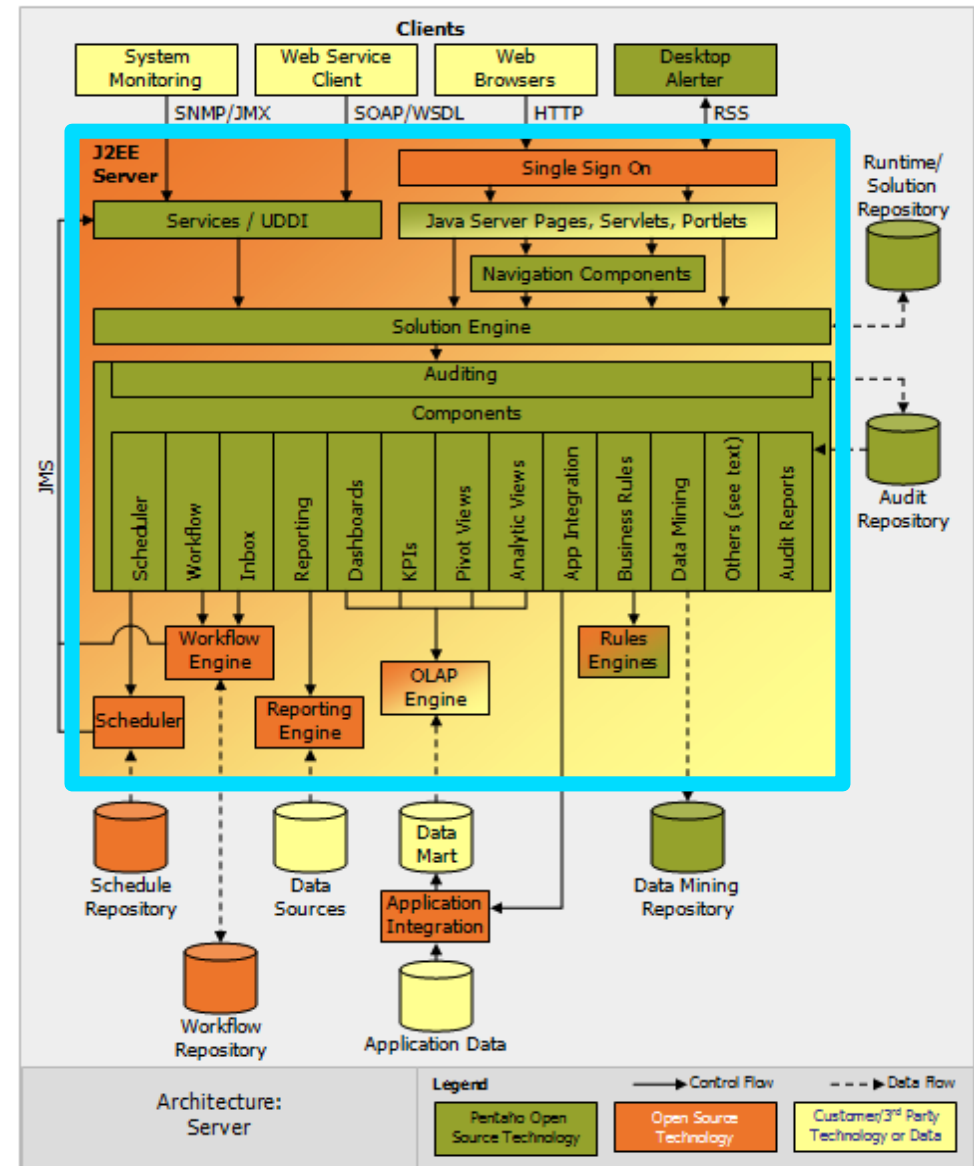 Clients
System
Monitoring
Web Service
Client
Web
Browsers
Desktop
Alerter
SNMP/JMX
SOAP/WSDL
HTTP
RSS
J2EE
Server
Single Sign On
Runtime/
Solution
Repository
Services / UDDI
Java Server Pages, Servlets, Portlets
Navigation Components
Solution Engine
Auditing
Components
JMS
Scheduler
Workflow
Inbox
Reporting
Dashboards
KPIs
Pivot Views
Analytic Views
App Integration
Business Rules
Data Mining
Others (see text)
Audit Reports
Audit
Repository
Workflow
Engine
Rules
Engines
OLAP
Engine
Scheduler
Reporting
Engine
Schedule
Repository
Data
Sources
Data
Mart
Data Mining
Repository
Application
Integration
Workflow
Repository
Application Data
Architecture:
Server
Legend
Control Flow
Data Flow
Pentaho Open
Source Technology
Open Source
Technology
Customer/3rd Party
Technology or Data